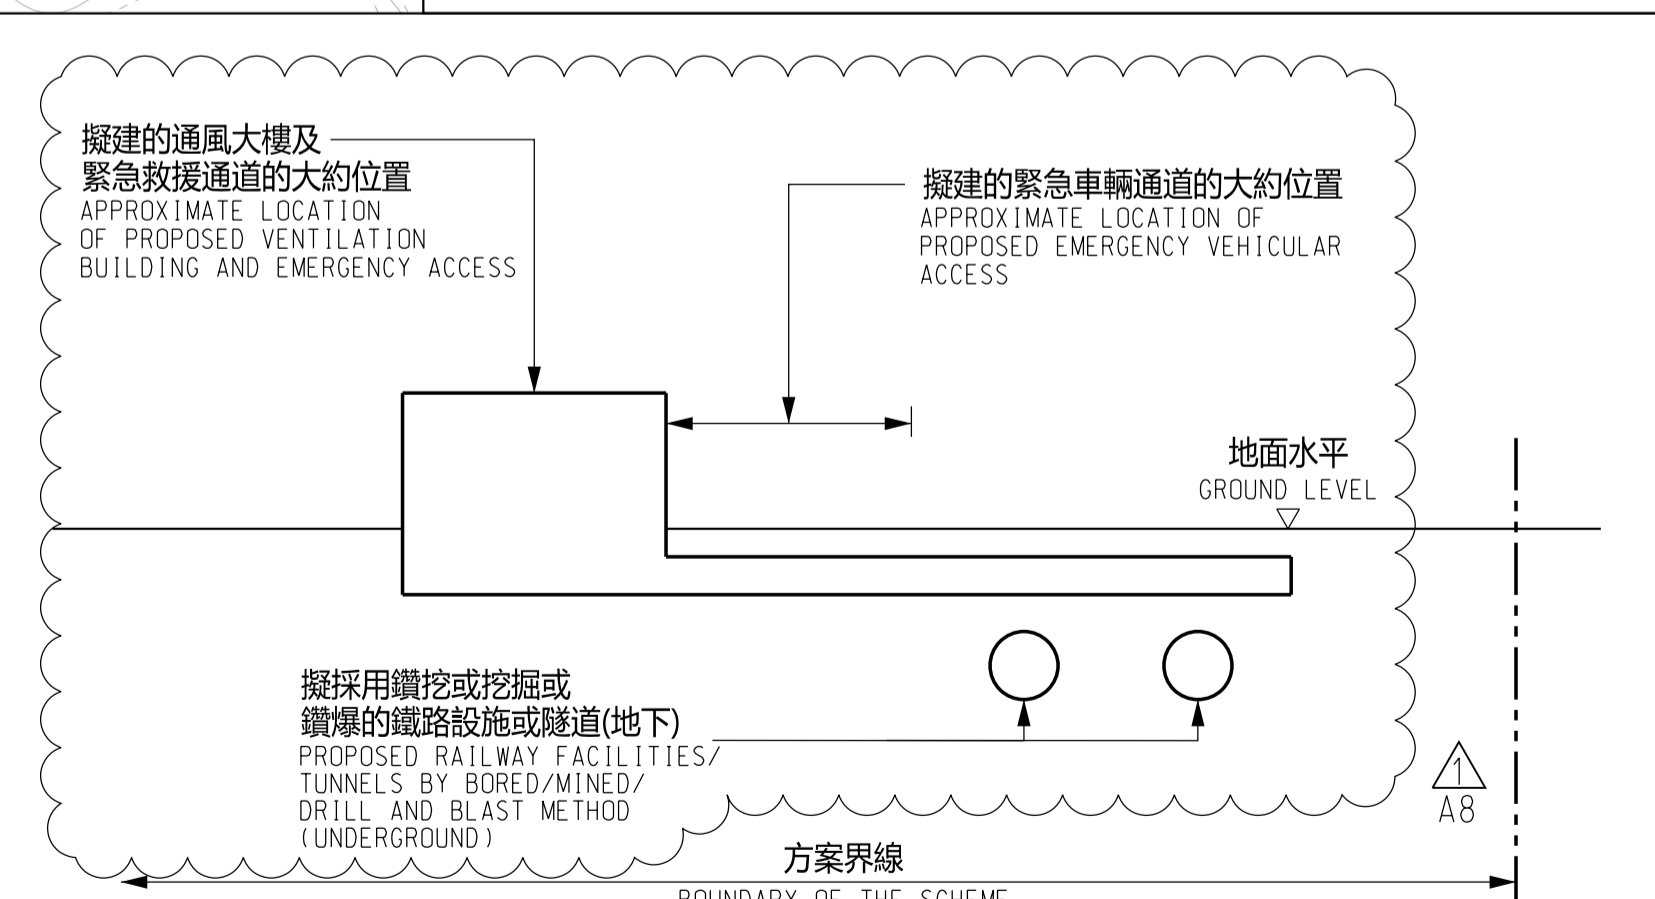 擬建的通風大樓及
緊急救援通道的大約位置
APPROXIMATE LOCATION
OF PROPOSED VENTILATION
BUILDING AND EMERGENCY ACCESS
擬建的緊急車輛通道的大約位置
APPROXIMATE LOCATION OF
PROPOSED EMERGENCY VEHICULAR
ACCESS
地面水平
GROUND LEVEL
擬採用鑽挖或挖掘或
鑽爆的鐵路設施或隧道(地下)
PROPOSED RAILWAY FACILITIES/
TUNNELS BY BORED/MINED/
DRILL AND BLAST METHOD
(UNDERGROUND)
1
A8
方案界線
BOUNDARY OF THE SCHEME